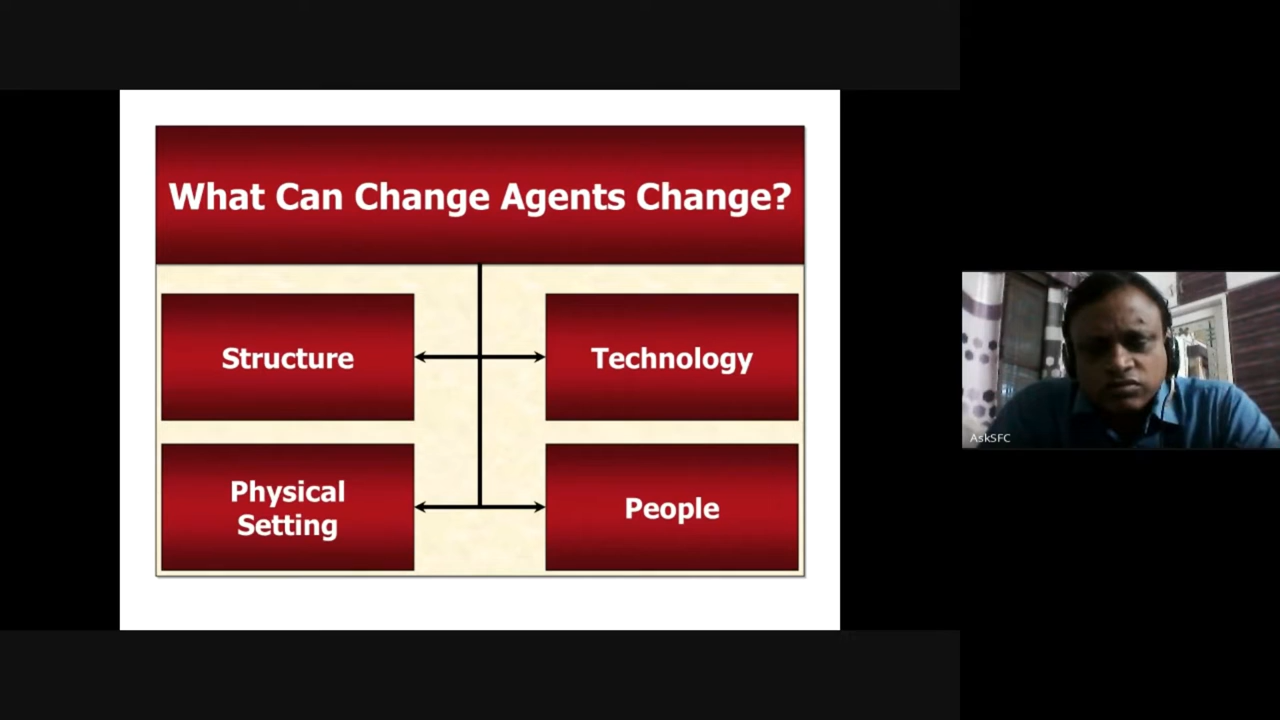 What Can Change Agents Change?
Structure
Technology
Physical
Setting
People
AskSFC